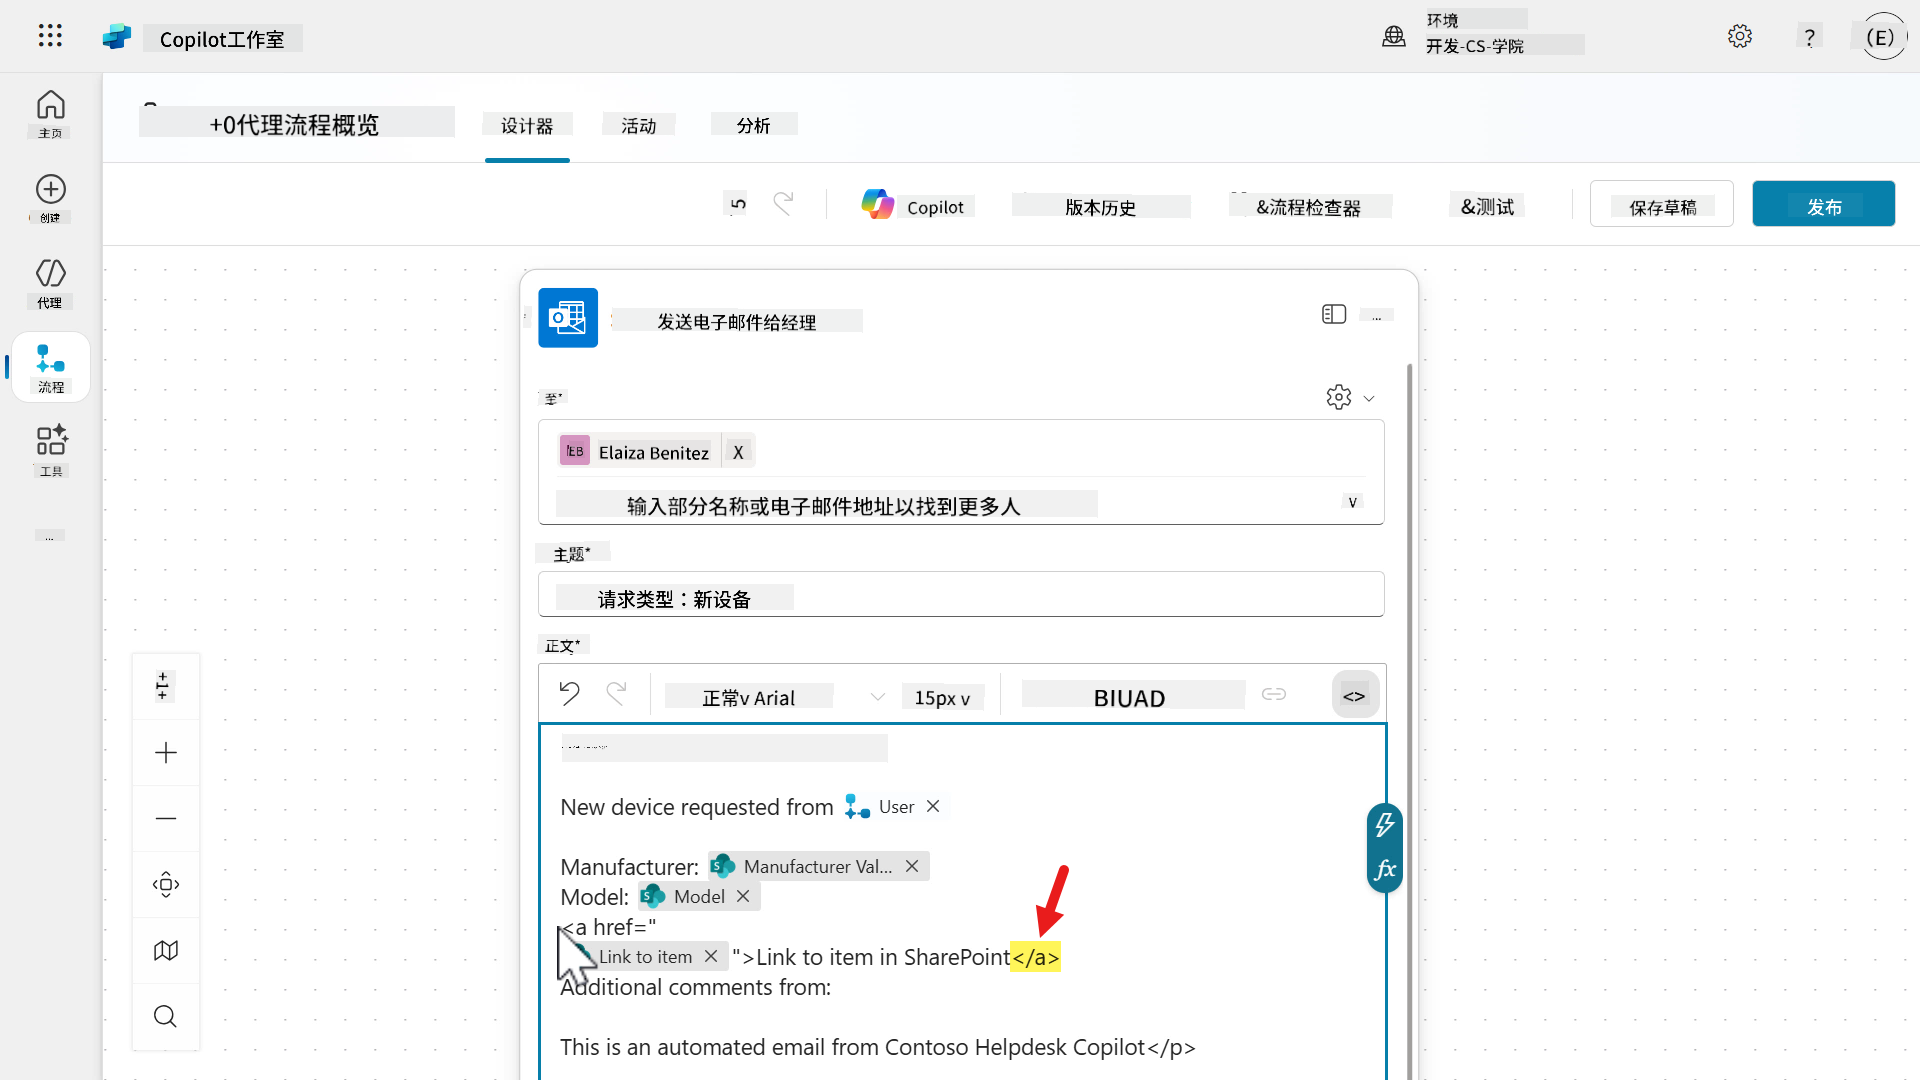 Copilot工作室
环境
开发-CS-学院
?
(E)
主页
创建
代理
流程
工具
...
+0代理流程概览
设计器
活动
分析
5
Copilot
版本历史
&流程检查器
&测试
保存草稿
发布
发送电子邮件给经理
...
至*
EB
Elaiza Benitez
X
输入部分名称或电子邮件地址以找到更多人
v
主题*
请求类型：新设备
正文*
正常v Arial
15px v
BIUAD
<>
New device requested from User
Manufacturer: Manufacturer Val...
Model: Model
<a href="
Link to item ">Link to item in SharePoint</a>
Additional comments from:
This is an automated email from Contoso Helpdesk Copilot</p>
fx